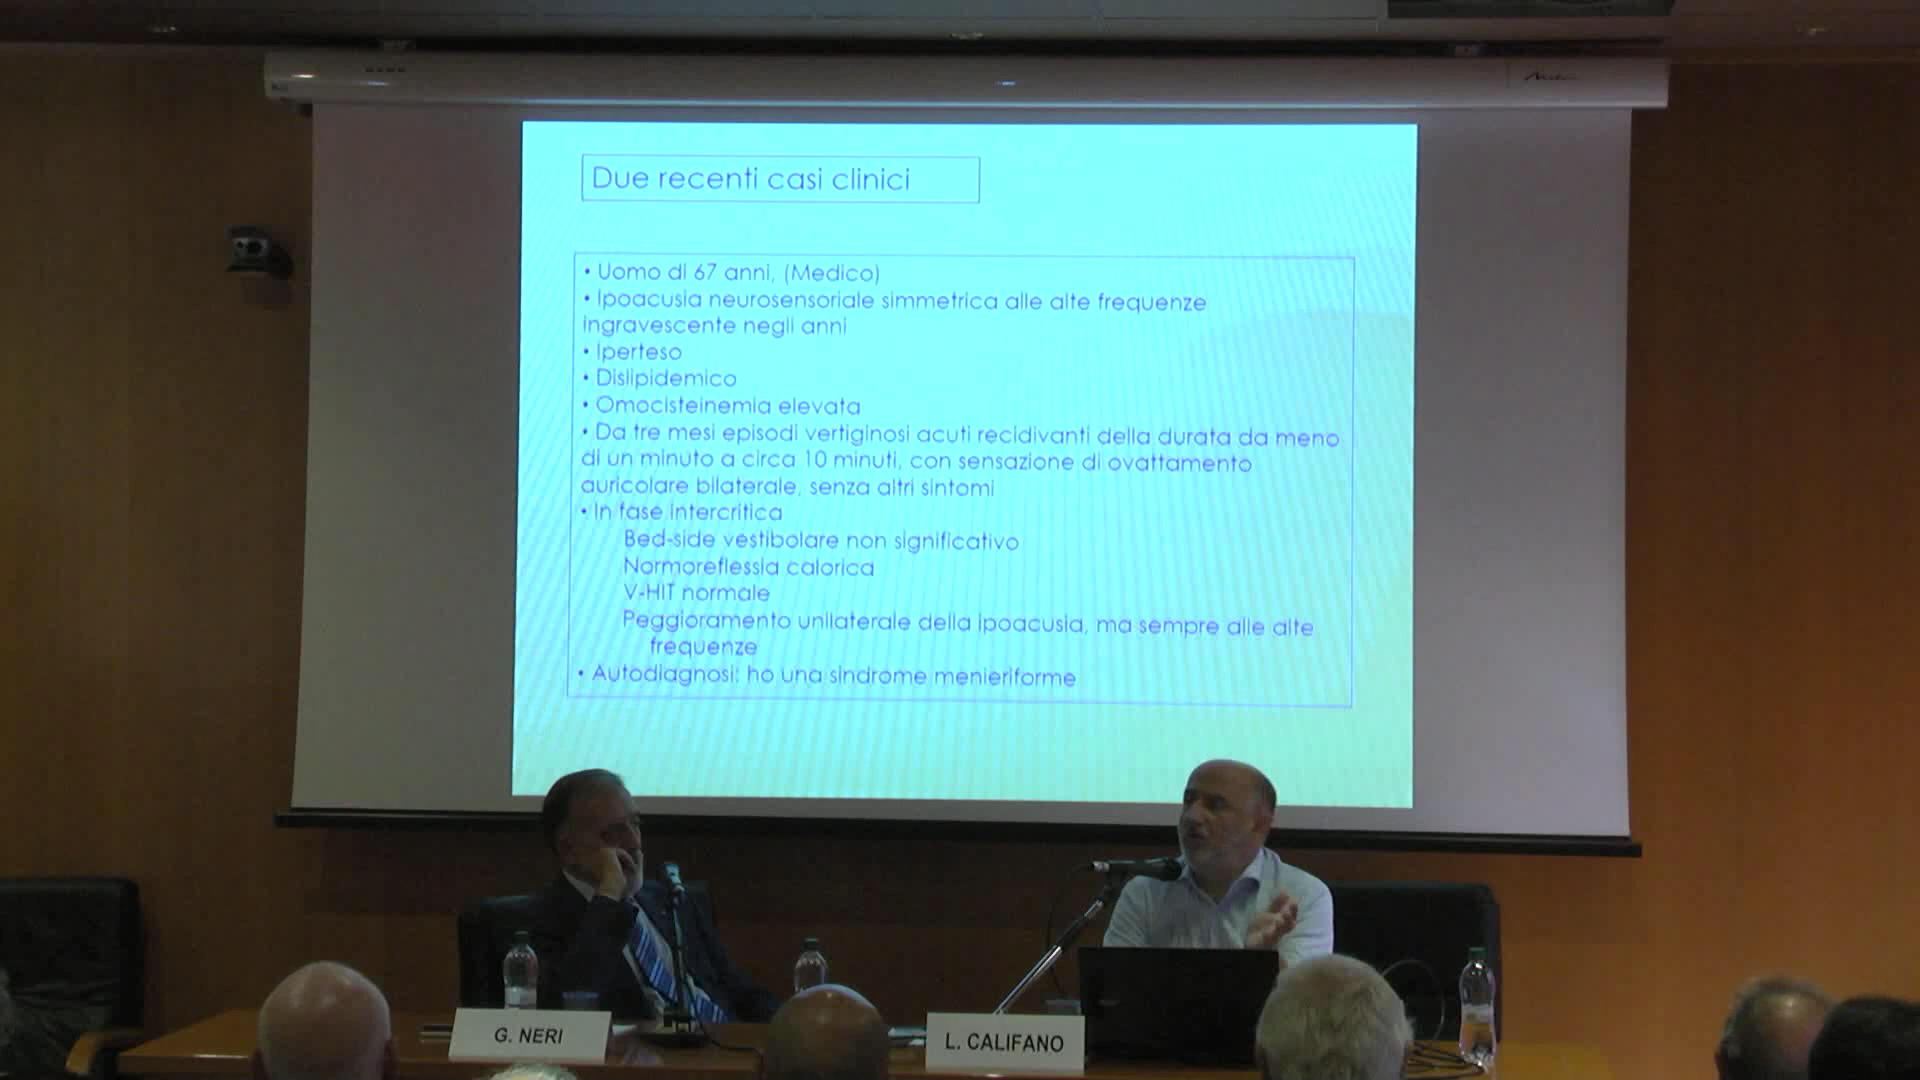 Due recenti casi clinici
• Uomo di 67 anni, (Medico)
• Ipoacusia neurosensoriale simmetrica alle alte frequenze
ingravescente negli anni
• Iperteso
• Dislipidemico
• Omocisteinemia elevata
• Da tre mesi episodi vertiginosi acuti recidivanti della durata da meno
di un minuto a circa 10 minuti, con sensazione di ovattamento
auricolare bilaterale, senza altri sintomi
• In fase intercritica
Bed-side vestibolare non significativo
Normoreflessia calorica
V-HIT normale
Peggioramento unilaterale della ipoacusia, ma sempre alle alte
frequenze
• Autodiagnosi: ho una sindrome menieriforme
G. NERI
L. CALIFANO